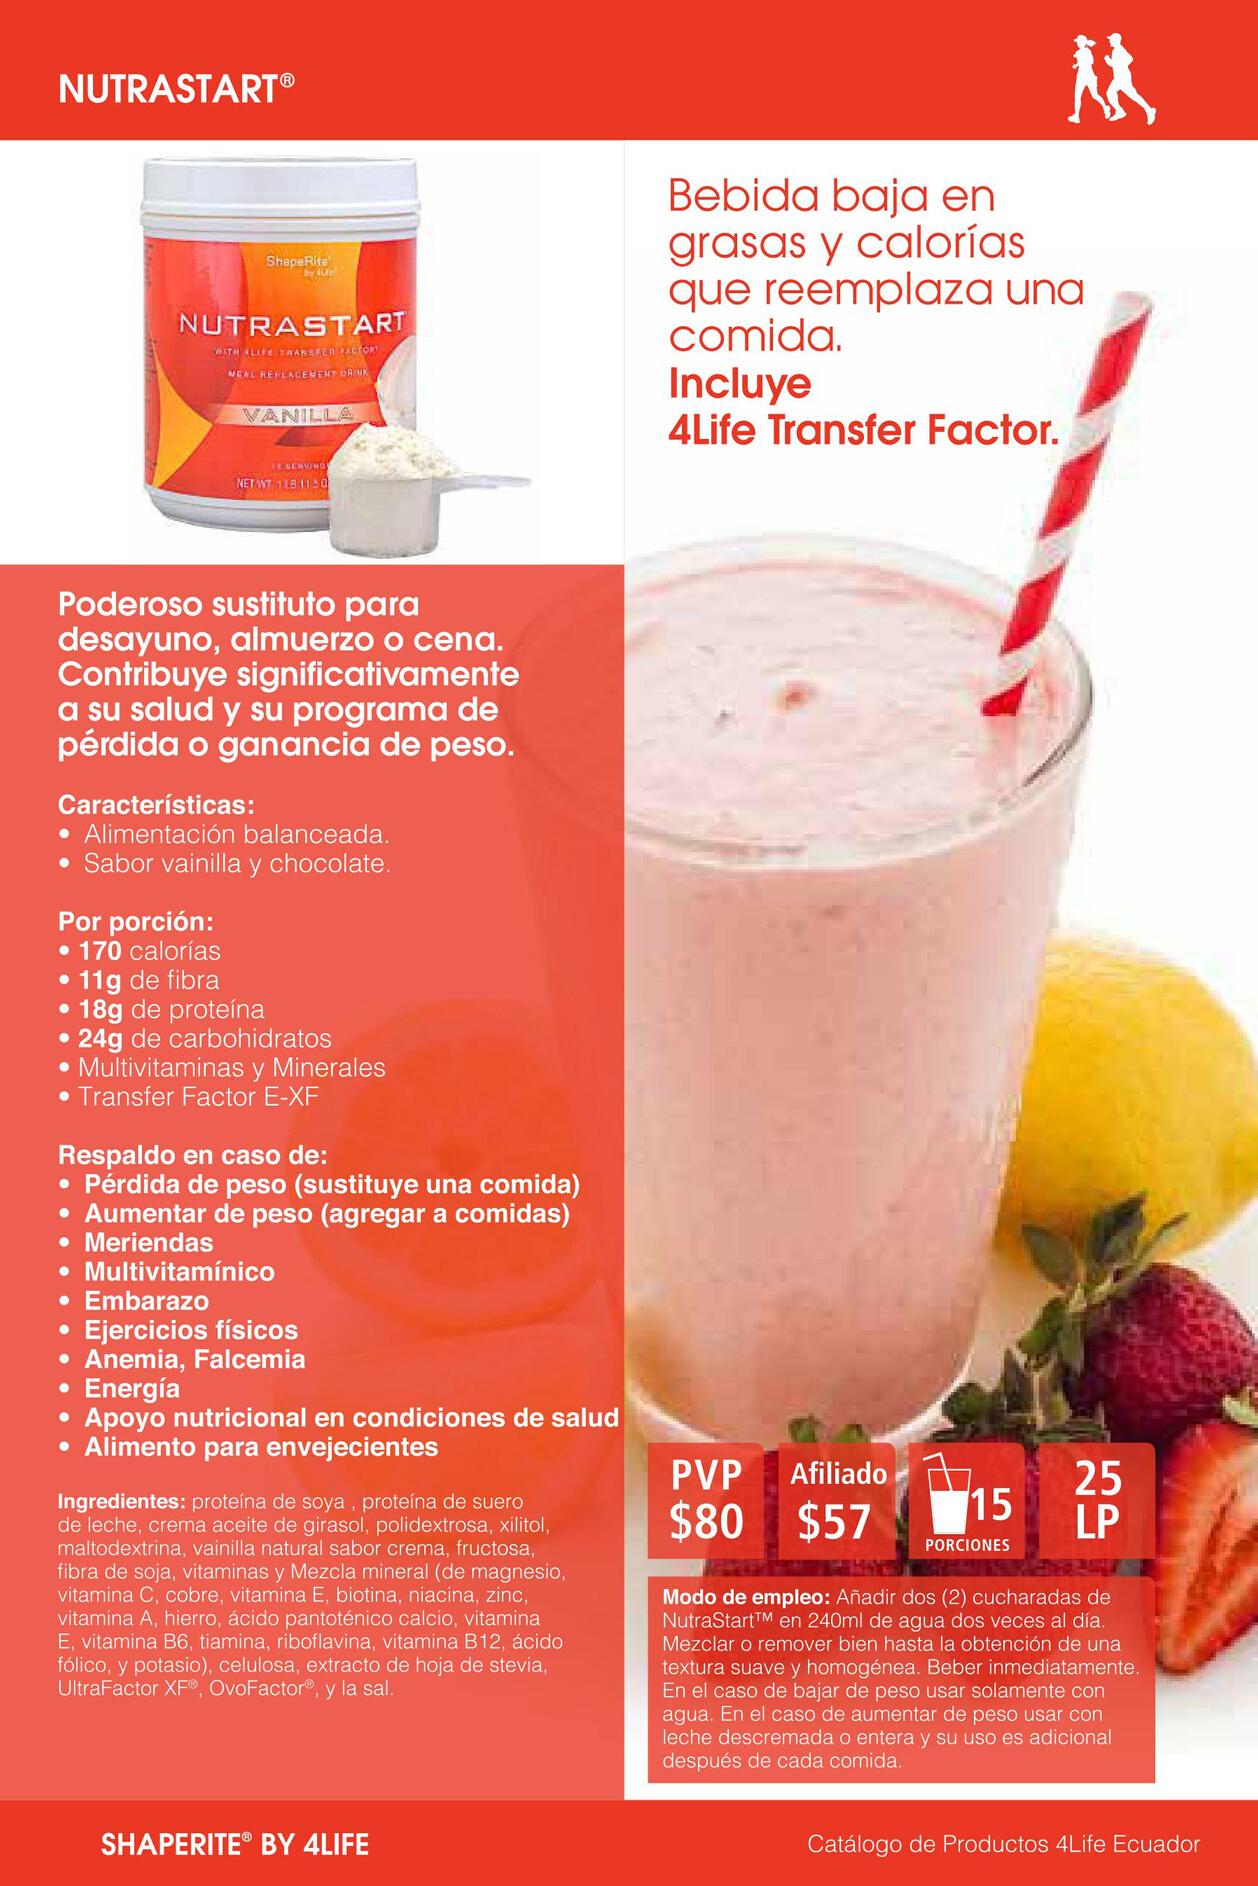 NUTRASTART®
ShapeRite®
By 4Life®
NUTRASTART
WITH 4LIFE TRANSFER FACTOR®
MEAL REPLACEMENT DRINK
VANILLA
NET WT. 1 LB 11.5 O
Bebida baja en
grasas y calorías
que reemplaza una
comida.
Incluye
4Life Transfer Factor.
Poderoso sustituto para
desayuno, almuerzo o cena.
Contribuye significativamente
a su salud y su programa de
pérdida o ganancia de peso.
Características:
• Alimentación balanceada.
• Sabor vainilla y chocolate.
Por porción:
• 170 calorías
• 11g de fibra
• 18g de proteína
• 24g de carbohidratos
• Multivitaminas y Minerales
• Transfer Factor E-XF
Respaldo en caso de:
• Pérdida de peso (sustituye una comida)
• Aumentar de peso (agregar a comidas)
• Meriendas
• Multivitamínico
• Embarazo
• Ejercicios físicos
• Anemia, Falcemia
• Energía
• Apoyo nutricional en condiciones de salud
• Alimento para envejecientes
Ingredientes: proteína de soya , proteína de suero
de leche, crema aceite de girasol, polidextrosa, xilitol,
maltodextrina, vainilla natural sabor crema, fructosa,
fibra de soja, vitaminas y Mezcla mineral (de magnesio,
vitamina C, cobre, vitamina E, biotina, niacina, zinc,
vitamina A, hierro, ácido pantoténico calcio, vitamina
E, vitamina B6, tiamina, riboflavina, vitamina B12, ácido
fólico, y potasio), celulosa, extracto de hoja de stevia,
UltraFactor XF®, OvoFactor®, y la sal.
PVP
$80
Afiliado
$57
15
PORCIONES
25
LP
Modo de empleo: Añadir dos (2) cucharadas de
NutraStart™ en 240ml de agua dos veces al día.
Mezclar o remover bien hasta la obtención de una
textura suave y homogénea. Beber inmediatamente.
En el caso de bajar de peso usar solamente con
agua. En el caso de aumentar de peso usar con
leche descremada o entera y su uso es adicional
después de cada comida.
SHAPERITE® BY 4LIFE
Catálogo de Productos 4Life Ecuador